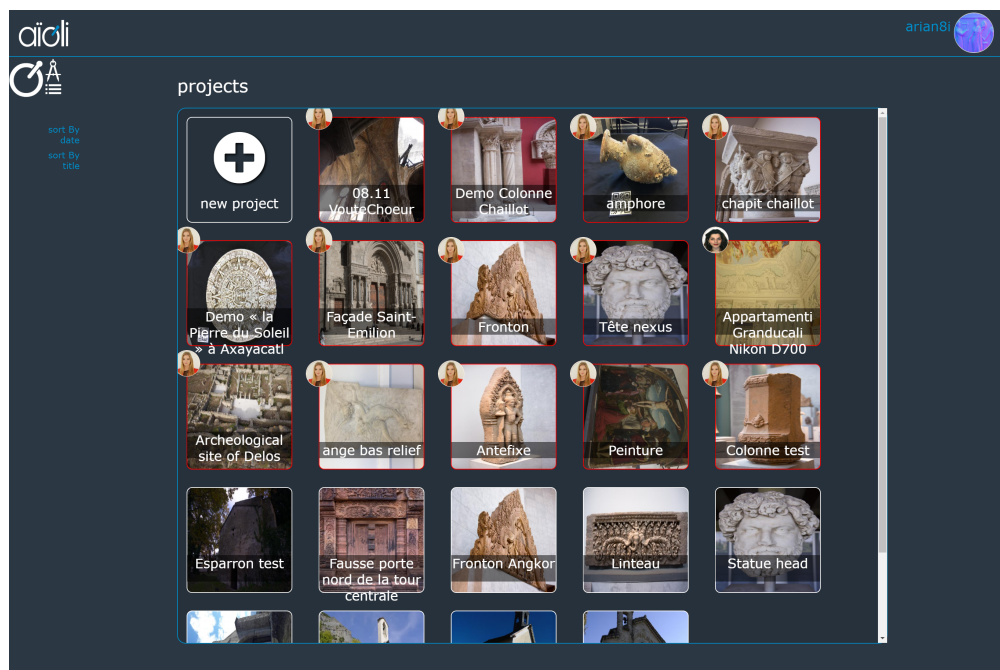 aïoli
arian8i
projects
sort By
date
sort By
title
new project
08.11
VouteChoeur
Demo Colonne
Chaillot
amphore
chapit chaillot
Demo « la
Pierre du Soleil
» à Axayacatl
Façade Saint-
Emilion
Fronton
Tête nexus
Appartamenti
Granducali
Nikon D700
Archeological
site of Delos
ange bas relief
Antefixe
Peinture
Colonne test
Esparron test
Fausse porte
nord de la tour
centrale
Fronton Angkor
Linteau
Statue head